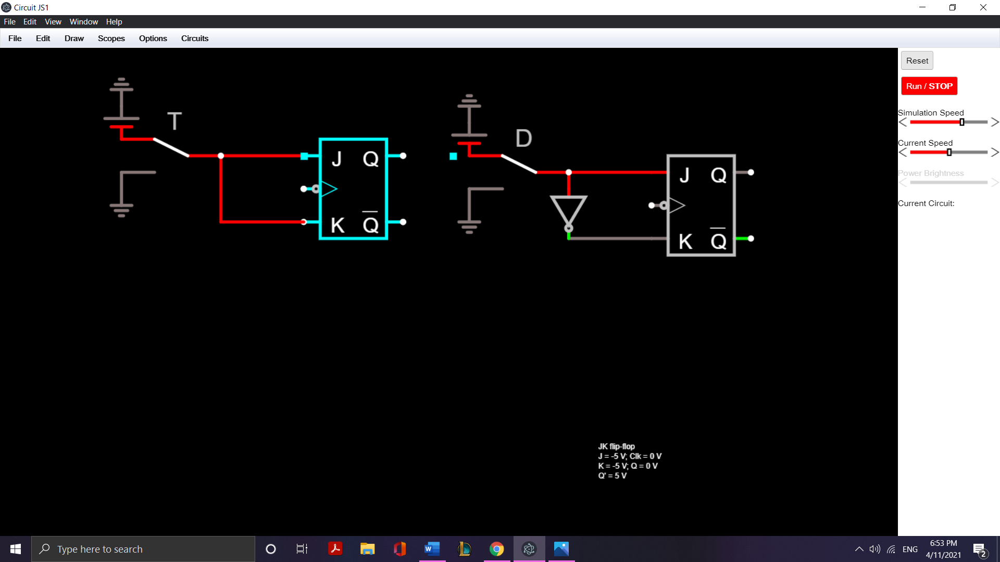 Circuit JS1
File Edit View Window Help
File Edit Draw Scopes Options Circuits
Reset
Run / STOP
Simulation Speed
Current Speed
Power Brightness
Current Circuit:
T
J Q
K Q
D
J Q
K Q
JK flip-flop
J = -5 V; Clk = 0 V
K = -5 V; Q = 0 V
Q' = 5 V
Type here to search
ENG
6:53 PM
4/11/2021
2